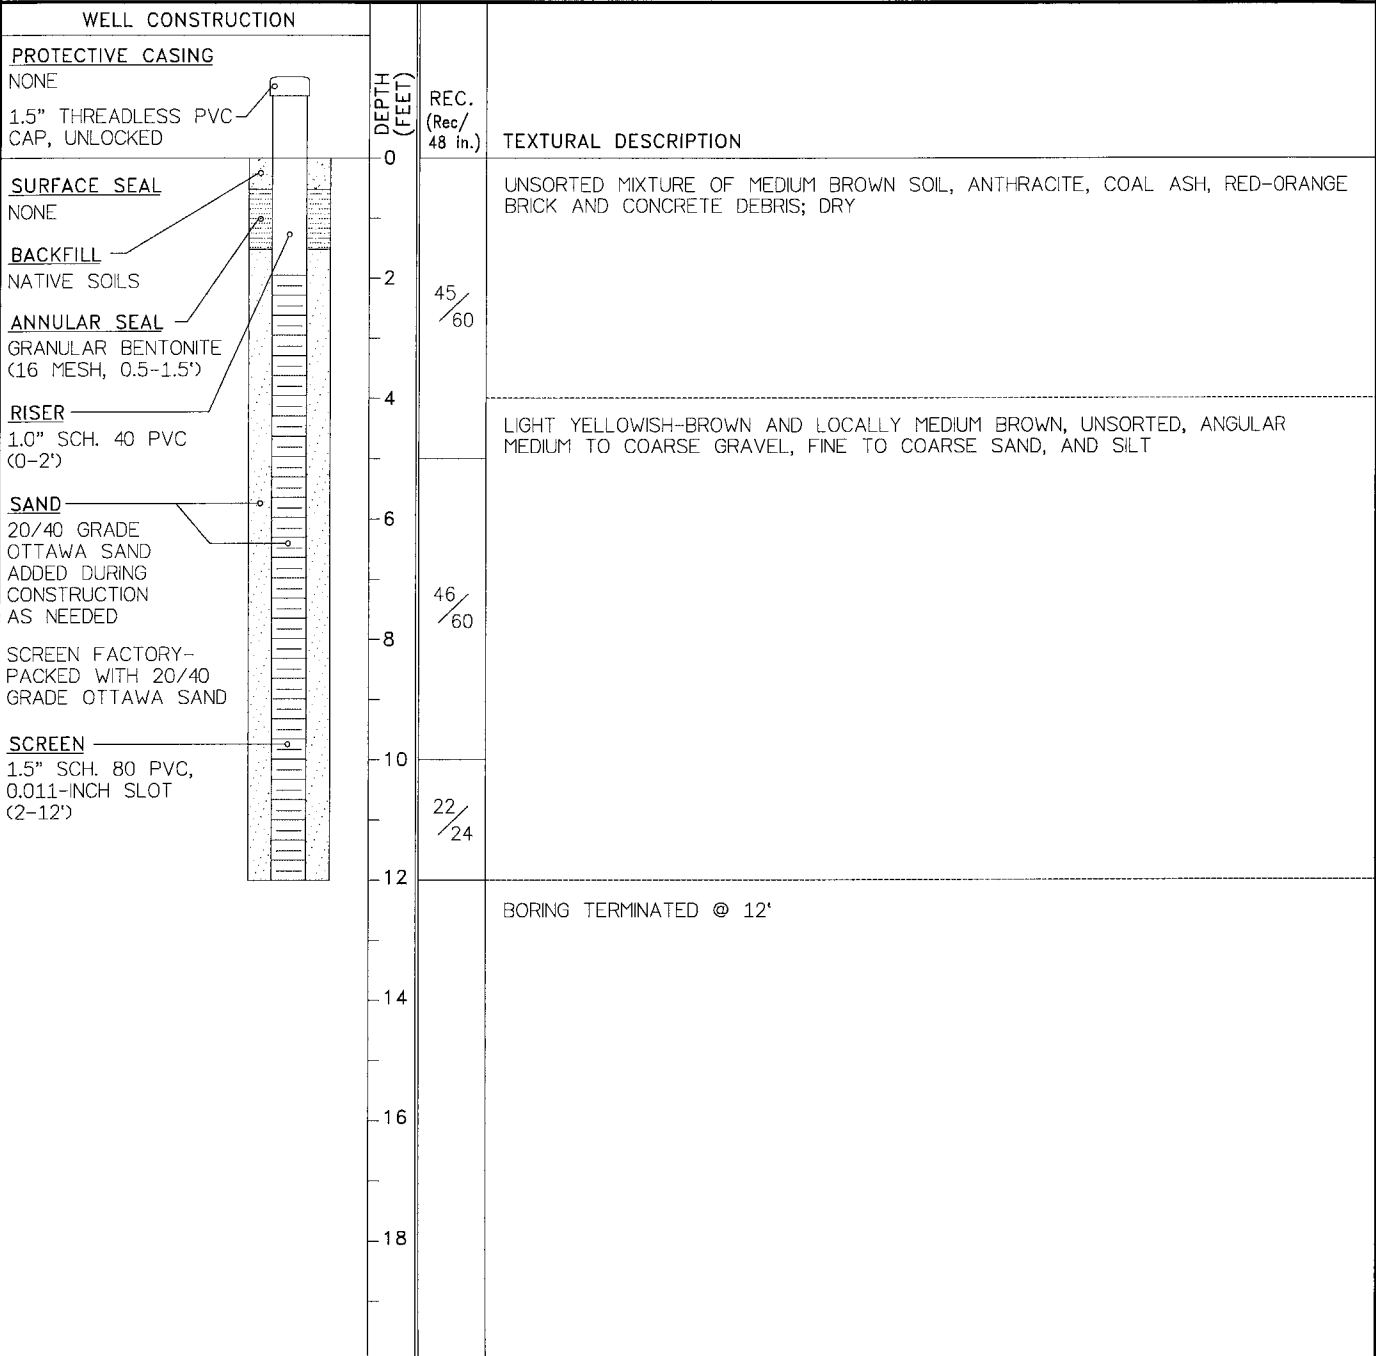 WELL CONSTRUCTION
PROTECTIVE CASING
NONE
1.5" THREADLESS PVC
CAP, UNLOCKED
SURFACE SEAL
NONE
BACKFILL
NATIVE SOILS
ANNULAR SEAL
GRANULAR BENTONITE
(16 MESH, 0.5-1.5')
RISER
1.0" SCH. 40 PVC
(0-2')
SAND
20/40 GRADE
OTTAWA SAND
ADDED DURING
CONSTRUCTION
AS NEEDED
SCREEN FACTORY-
PACKED WITH 20/40
GRADE OTTAWA SAND
SCREEN
1.5" SCH. 80 PVC,
0.011-INCH SLOT
(2-12')
DEPTH
(FEET)
0
2
4
6
8
10
12
14
16
18
REC.
(Rec/
48 in.)
45/60
46/60
22/24
TEXTURAL DESCRIPTION
UNSORTED MIXTURE OF MEDIUM BROWN SOIL, ANTHRACITE, COAL ASH, RED-ORANGE
BRICK AND CONCRETE DEBRIS; DRY
LIGHT YELLOWISH-BROWN AND LOCALLY MEDIUM BROWN, UNSORTED, ANGULAR
MEDIUM TO COARSE GRAVEL, FINE TO COARSE SAND, AND SILT
BORING TERMINATED @ 12'